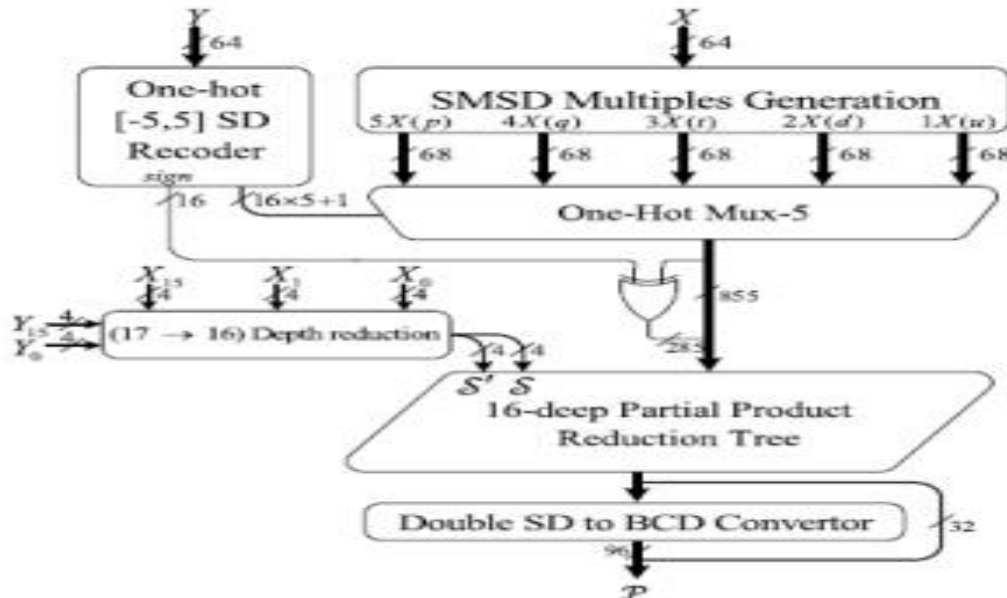 Y
X
64
64
One-hot
[-5,5] SD
Recoder
sign
SMSD Multiples Generation
5X(p) 4X(q) 3X(t) 2X(d) 1X(u)
68 68 68 68 68
16
16×5+1
One-Hot Mux-5
X15 X1 X0
4 4 4
855
Y15 4
Y0 4
(17 → 16) Depth reduction
285
4 4
S' S
16-deep Partial Product
Reduction Tree
Double SD to BCD Convertor
32
96
P